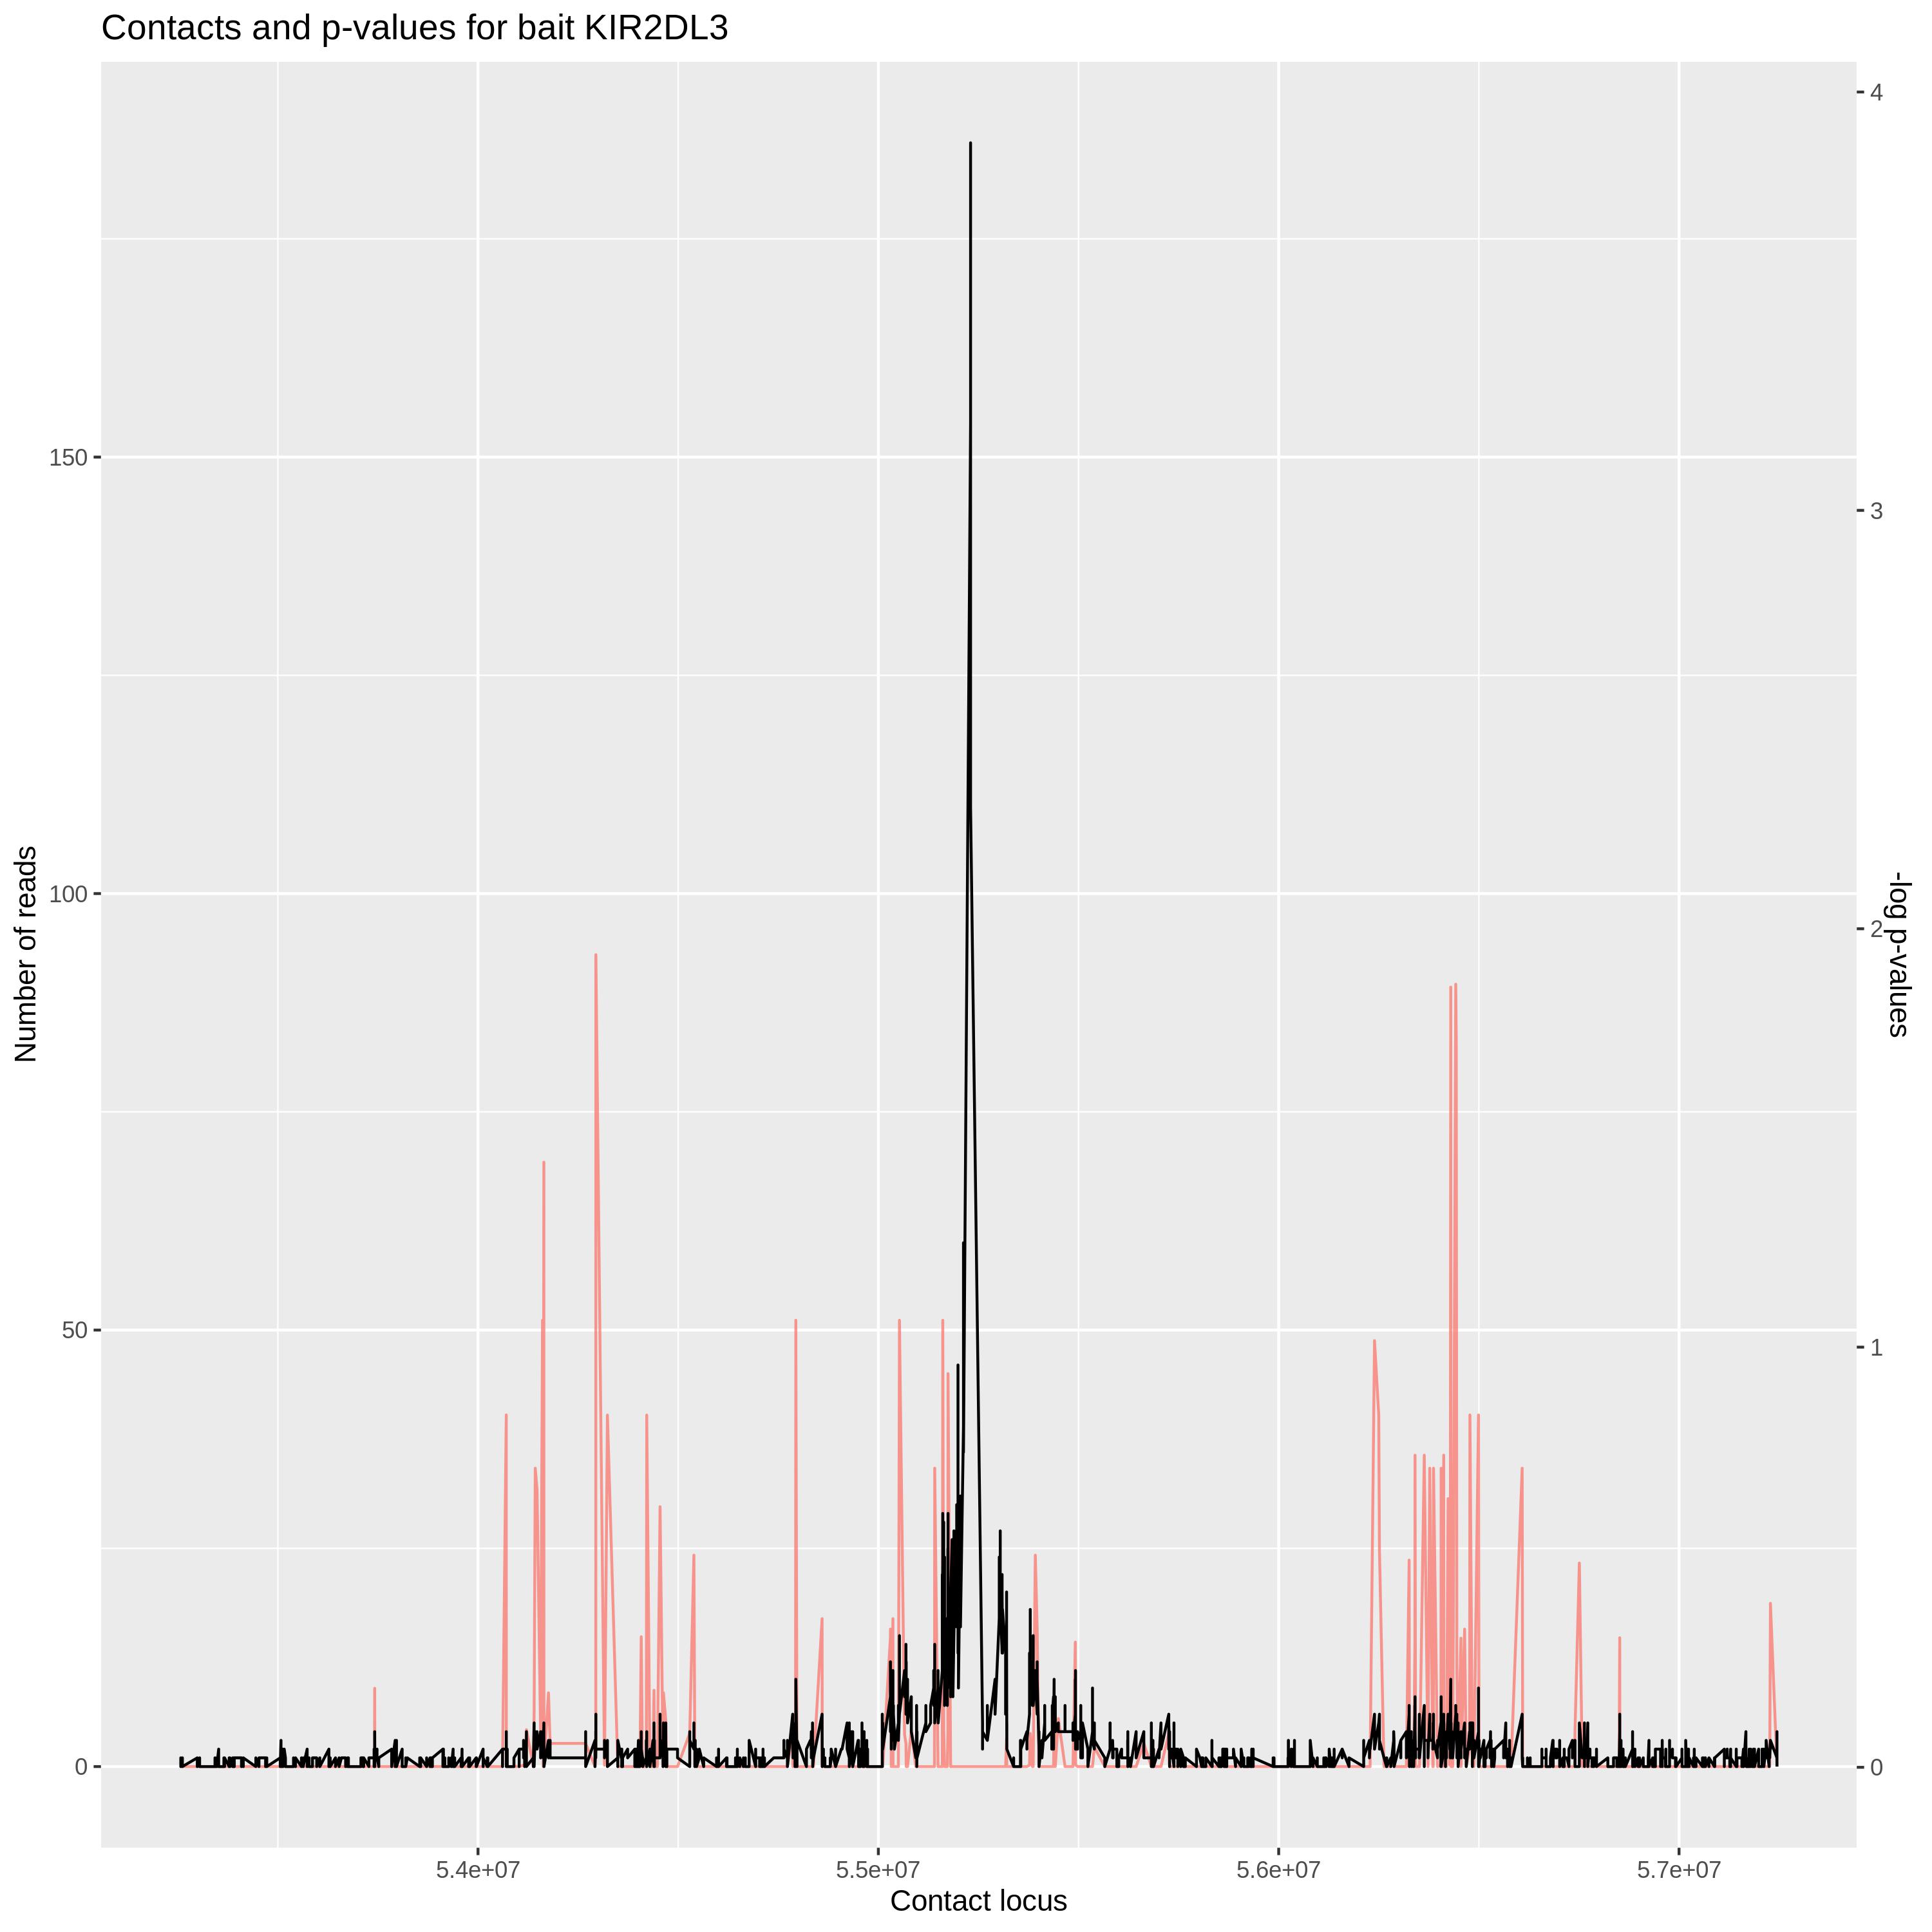 Contacts and p-values for bait KIR2DL3
Number of reads
150
100
50
0
4
3
2
1
0
-log p-values
5.4e+07
5.5e+07
5.6e+07
5.7e+07
Contact locus